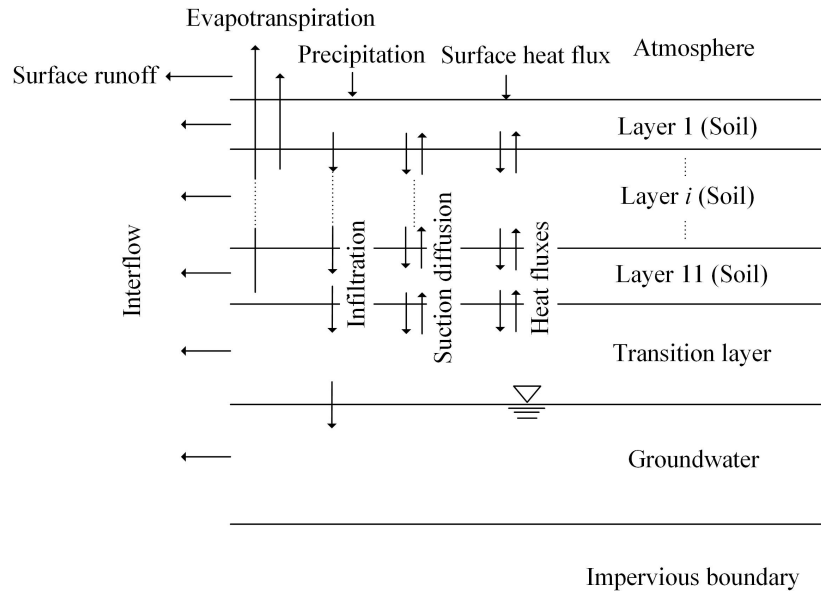 Evapotranspiration
Precipitation
Surface heat flux
Atmosphere
Surface runoff
Layer 1 (Soil)
Layer i (Soil)
Interflow
Infiltration
Suction diffusion
Heat fluxes
Layer 11 (Soil)
Transition layer
Groundwater
Impervious boundary